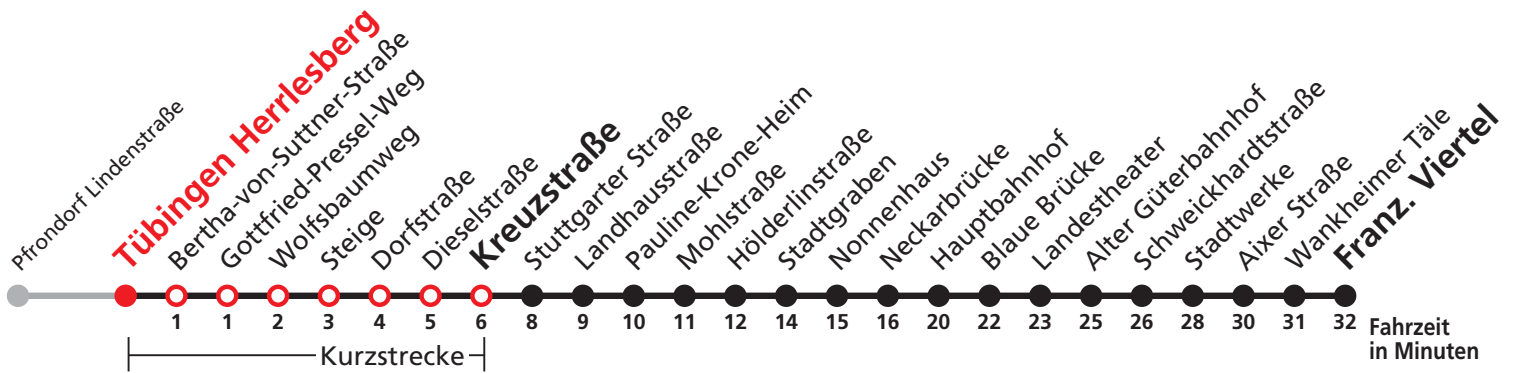 Pfrondorf Lindenstraße
Tübingen Herrlesberg
Bertha-von-Suttner-Straße
Gottfried-Pressel-Weg
Wolfsbaumweg
Steige
Dorfstraße
Dieselstraße
Kreuzstraße
Stuttgarter Straße
Landhausstraße
Pauline-Krone-Heim
Mohlstraße
Hölderlinstraße
Stadtgraben
Nonnenhaus
Neckarbrücke
Hauptbahnhof
Blaue Brücke
Landestheater
Alter Güterbahnhof
Schweickhardtstraße
Stadtwerke
Aixer Straße
Wankheimer Täle
Franz. Viertel
1 1 2 3 4 5 6 8 9 10 11 12 14 15 16 20 22 23 25 26 28 30 31 32
Fahrzeit
in Minuten
Kurzstrecke